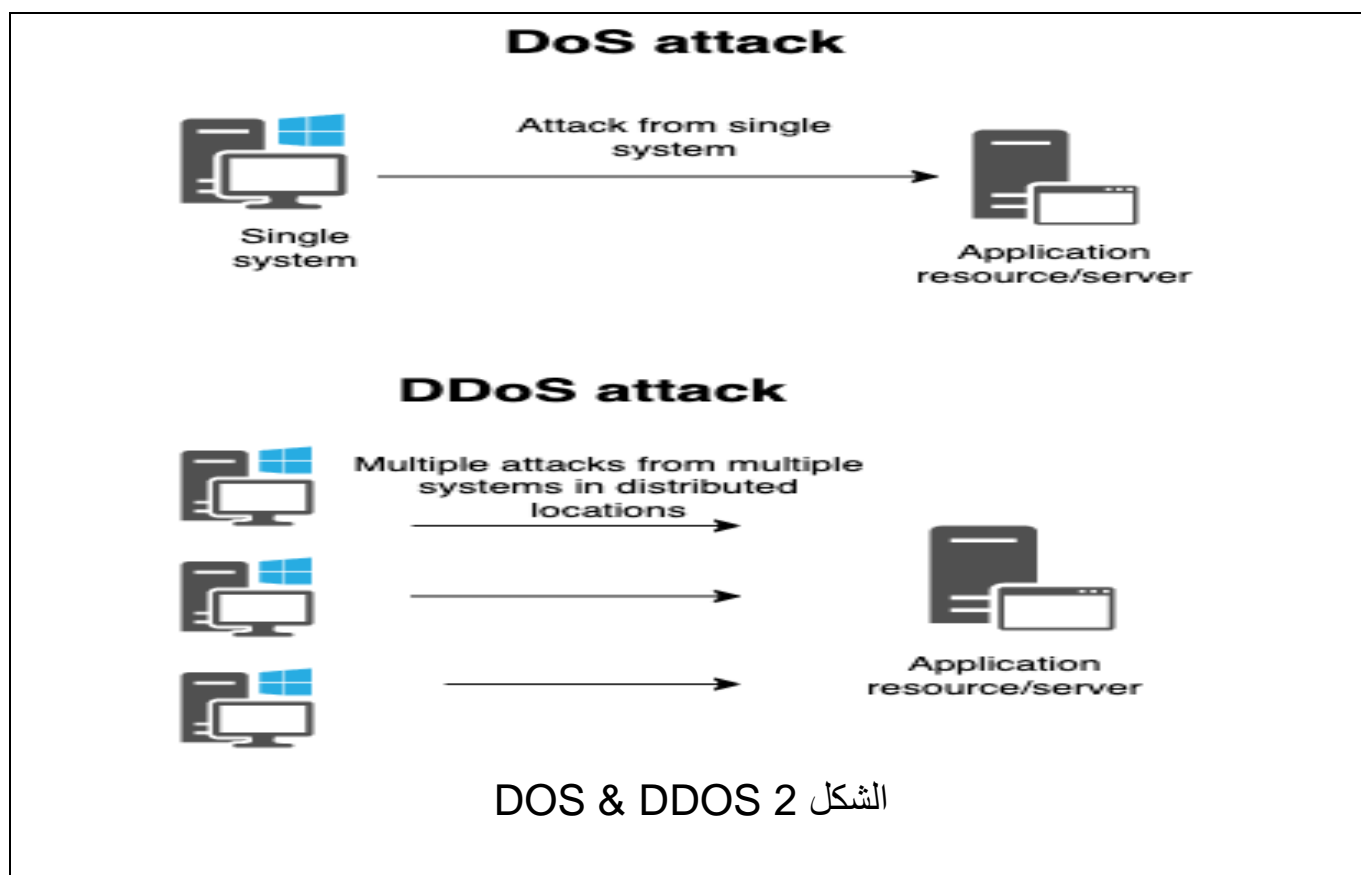 DoS attack
Attack from single
system
Single
system
Application
resource/server
DDoS attack
Multiple attacks from multiple
systems in distributed
locations
Application
resource/server
الشكل 2 DOS & DDOS